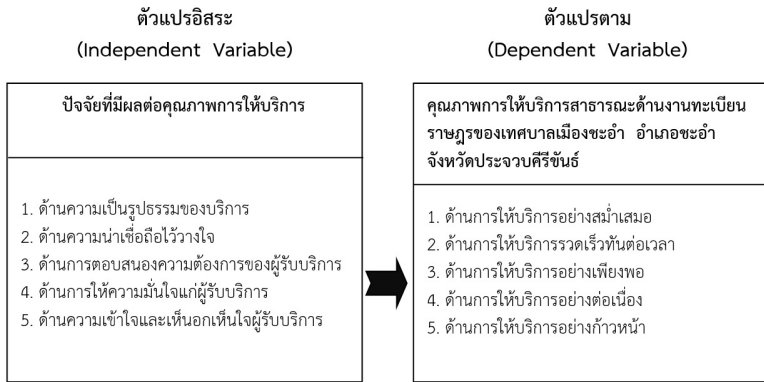 ตัวแปรอิสระ
(Independent Variable)
ปัจจัยที่มีผลต่อคุณภาพการให้บริการ
1. ด้านความเป็นรูปธรรมของบริการ
2. ด้านความน่าเชื่อถือไว้วางใจ
3. ด้านการตอบสนองความต้องการของผู้รับบริการ
4. ด้านการให้ความมั่นใจแก่ผู้รับบริการ
5. ด้านความเข้าใจและเห็นอกเห็นใจผู้รับบริการ
ตัวแปรตาม
(Dependent Variable)
คุณภาพการให้บริการสาธารณะด้านงานทะเบียน
ราษฎรของเทศบาลเมืองชะอำ อำเภอชะอำ
จังหวัดประจวบคีรีขันธ์
1. ด้านการให้บริการอย่างสม่ำเสมอ
2. ด้านการให้บริการรวดเร็วทันต่อเวลา
3. ด้านการให้บริการอย่างเพียงพอ
4. ด้านการให้บริการอย่างต่อเนื่อง
5. ด้านการให้บริการอย่างก้าวหน้า